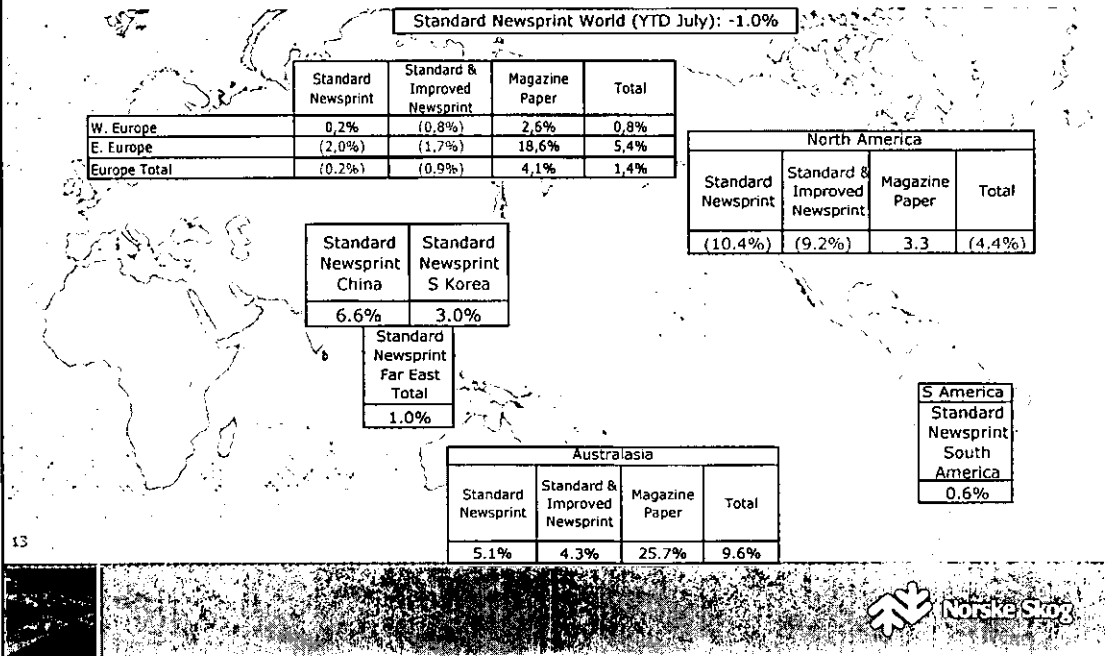 Standard Newsprint World (YTD July): -1.0%
Standard Newsprint
Standard & Improved Newsprint
Magazine Paper
Total
W. Europe 0,2% (0,8%) 2,6% 0,8%
E. Europe (2,0%) (1,7%) 18,6% 5,4%
Europe Total (0.2%) (0,9%) 4,1% 1,4%
North America
Standard Newsprint
Standard & Improved Newsprint
Magazine Paper
Total
(10.4%) (9.2%) 3.3 (4.4%)
Standard Newsprint China
Standard Newsprint S Korea
6.6% 3.0%
Standard
Newsprint
Far East
Total
1.0%
S America
Standard
Newsprint
South
America
0.6%
Australasia
Standard Newsprint
Standard & Improved Newsprint
Magazine Paper
Total
5.1% 4.3% 25.7% 9.6%
13
Norske Skog